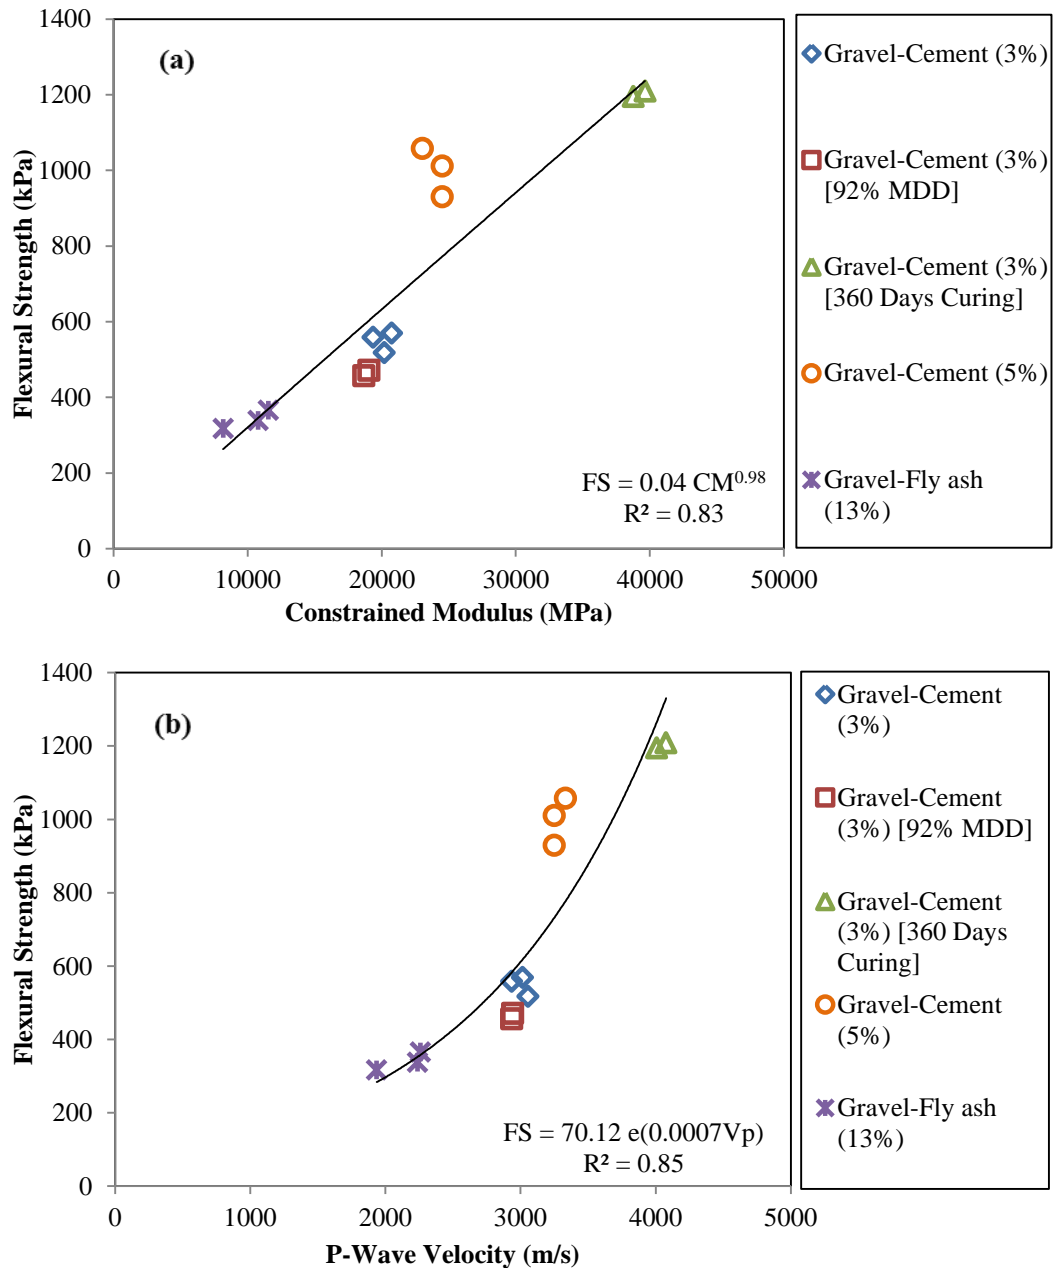 (a)
1400
1200
1000
800
600
400
200
0
Flexural Strength (kPa)
0
10000
20000
30000
40000
50000
Constrained Modulus (MPa)
FS = 0.04 CM^0.98
R² = 0.83
Gravel-Cement (3%)
Gravel-Cement (3%)
[92% MDD]
Gravel-Cement (3%)
[360 Days Curing]
Gravel-Cement (5%)
Gravel-Fly ash
(13%)
(b)
1400
1200
1000
800
600
400
200
0
Flexural Strength (kPa)
0
1000
2000
3000
4000
5000
P-Wave Velocity (m/s)
FS = 70.12 e(0.0007Vp)
R² = 0.85
Gravel-Cement
(3%)
Gravel-Cement
(3%) [92% MDD]
Gravel-Cement
(3%) [360 Days
Curing]
Gravel-Cement
(5%)
Gravel-Fly ash
(13%)